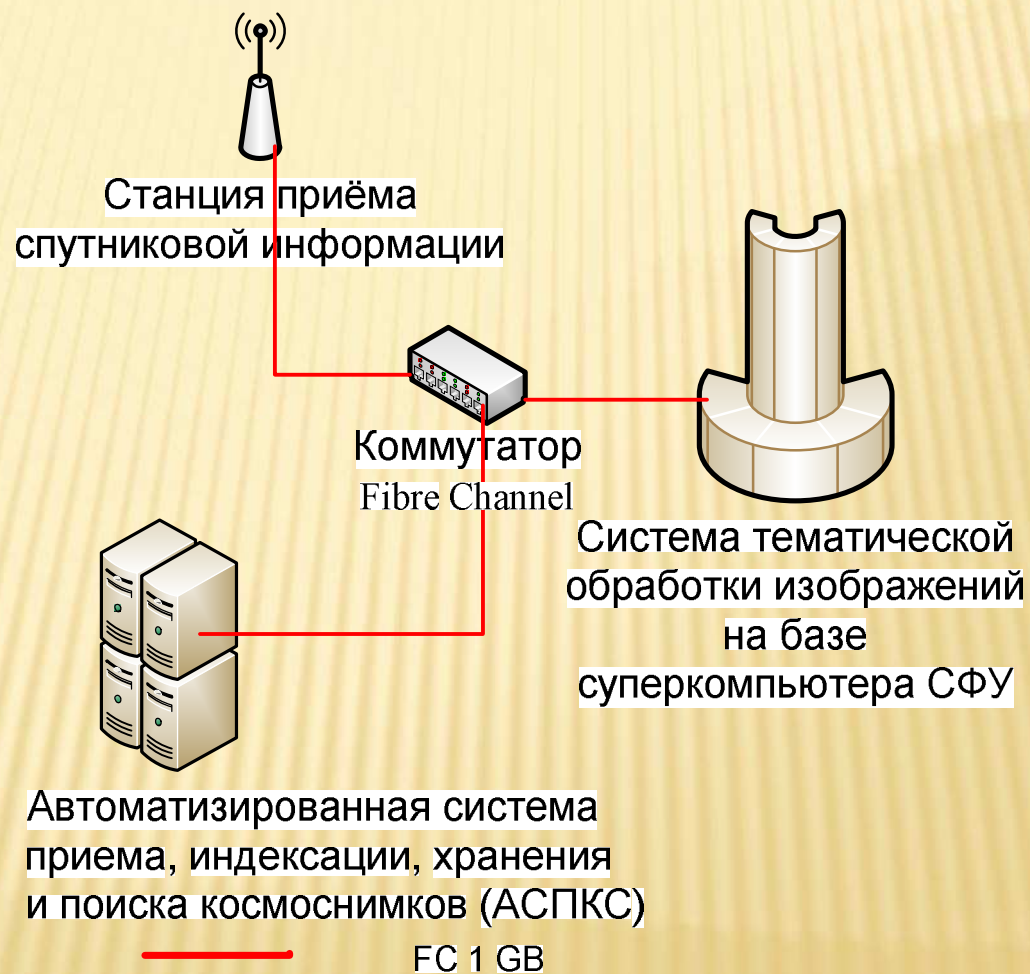 Станция приёма
спутниковой информации
Коммутатор
Fibre Channel
Система тематической
обработки изображений
на базе
суперкомпьютера СФУ
Автоматизированная система
приема, индексации, хранения
и поиска космоснимков (АСПКС)
FC 1 GB